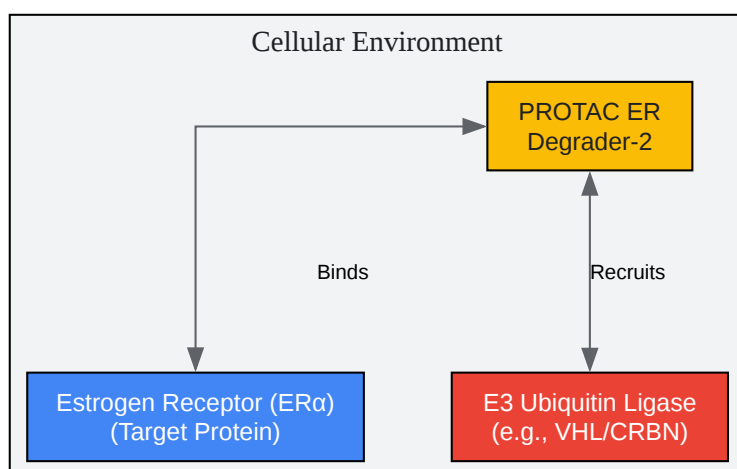 Cellular Environment
PROTAC ER
Degrader-2
Binds
Recruits
Estrogen Receptor (ERα)
(Target Protein)
E3 Ubiquitin Ligase
(e.g., VHL/CRBN)